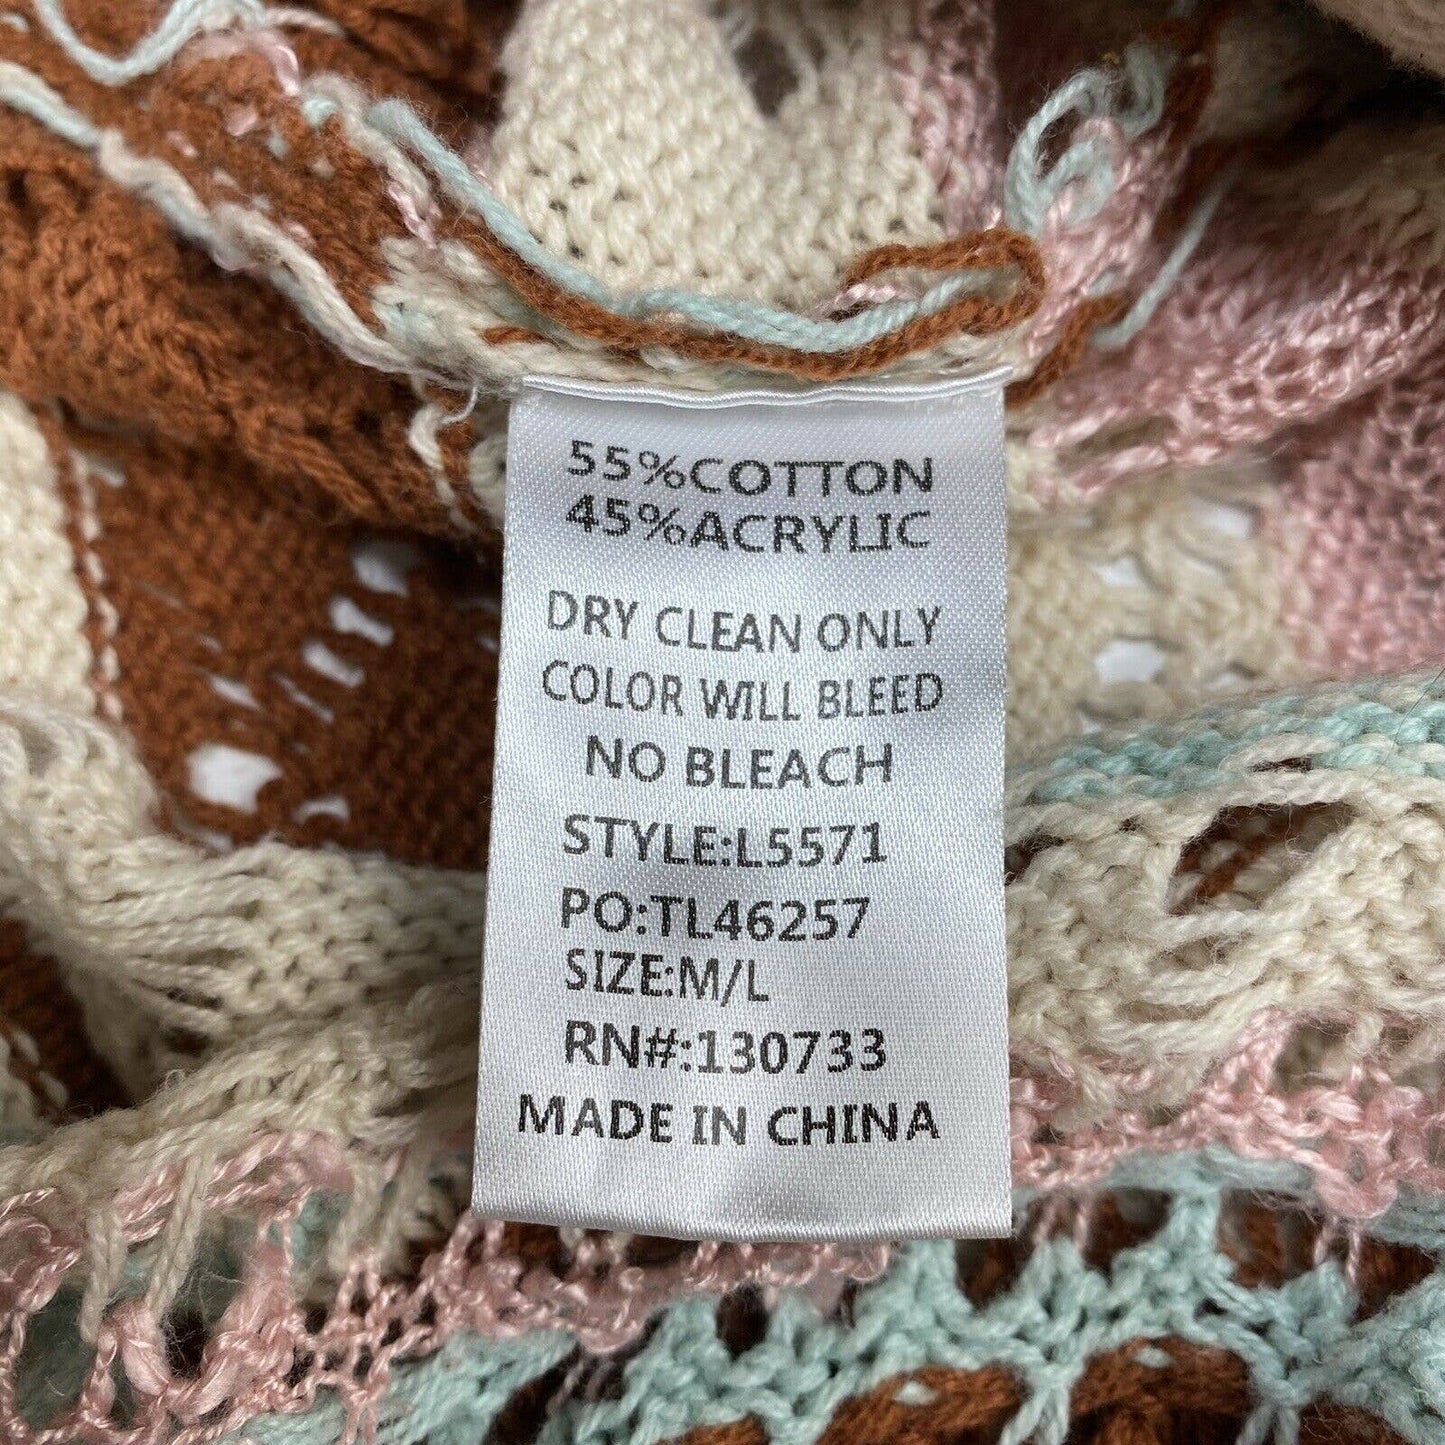 55%COTTON
45%ACRYLIC
DRY CLEAN ONLY
COLOR WILL BLEED
NO BLEACH
STYLE:L5571
PO:TL46257
SIZE:M/L
RN#:130733
MADE IN CHINA